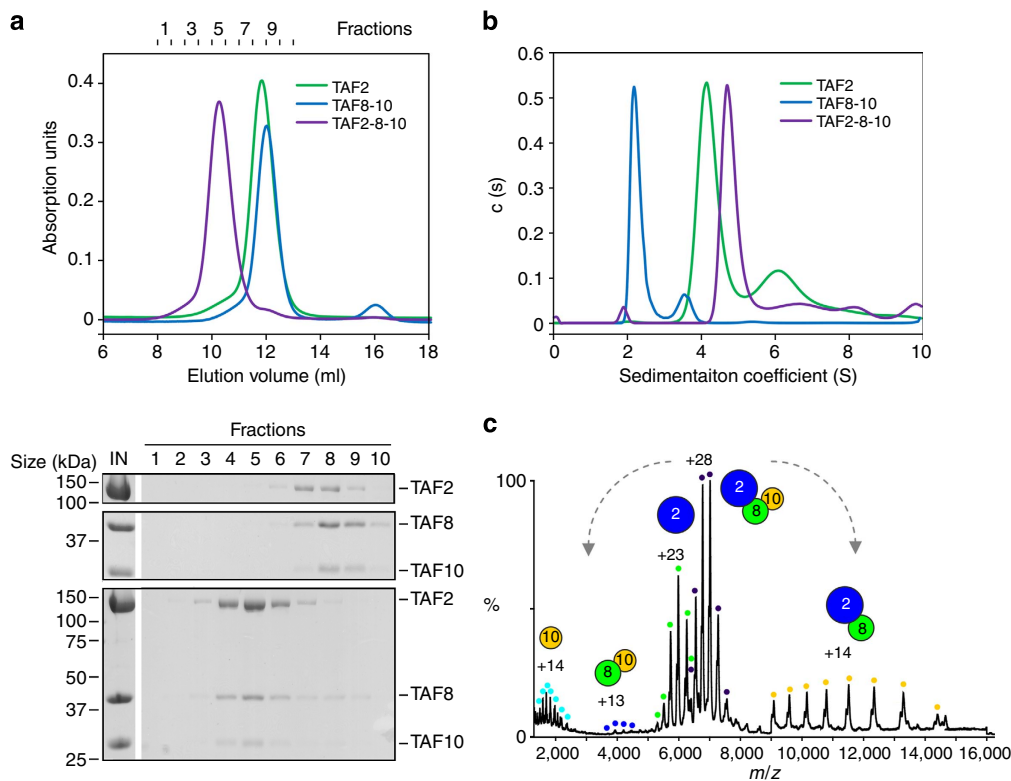 a
1 3 5 7 9 Fractions
0.4
0.3
0.2
0.1
0
Absorption units
TAF2
TAF8-10
TAF2-8-10
6 8 10 12 14 16 18
Elution volume (ml)
b
0.6
0.5
0.4
0.3
0.2
0.1
0
c (s)
TAF2
TAF8-10
TAF2-8-10
0 2 4 6 8 10
Sedimentaiton coefficient (S)
Fractions
Size (kDa) IN 1 2 3 4 5 6 7 8 9 10
150
100
TAF2
37
TAF8
TAF10
150
100
75
50
37
25
TAF2
TAF8
TAF10
c
100
%
0
+28
2
10
8
2
+23
2
8
+14
10
+14
10
8
+13
2,000 4,000 6,000 8,000 10,000 12,000 14,000 16,000
m/z